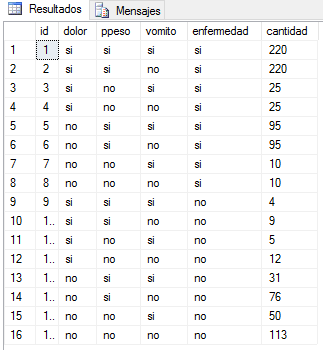 Resultados Mensajes
id dolor ppeso vomito enfermedad cantidad
1 1 si si si si 220
2 2 si si no si 220
3 3 si no si si 25
4 4 si no no si 25
5 5 no si si si 95
6 6 no si no si 95
7 7 no no si si 10
8 8 no no no si 10
9 9 si si si no 4
10 1.. si si no no 9
11 1.. si no si no 5
12 1.. si no no no 12
13 1.. no si si no 31
14 1.. no si no no 76
15 1.. no no si no 50
16 1.. no no no no 113